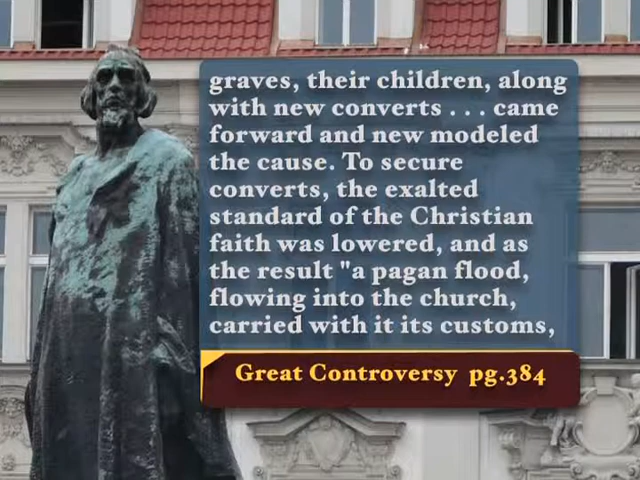 graves, their children, along
with new converts . . . came
forward and new modeled
the cause. To secure
converts, the exalted
standard of the Christian
faith was lowered, and as
the result "a pagan flood,
flowing into the church,
carried with it its customs,
Great Controversy pg.384